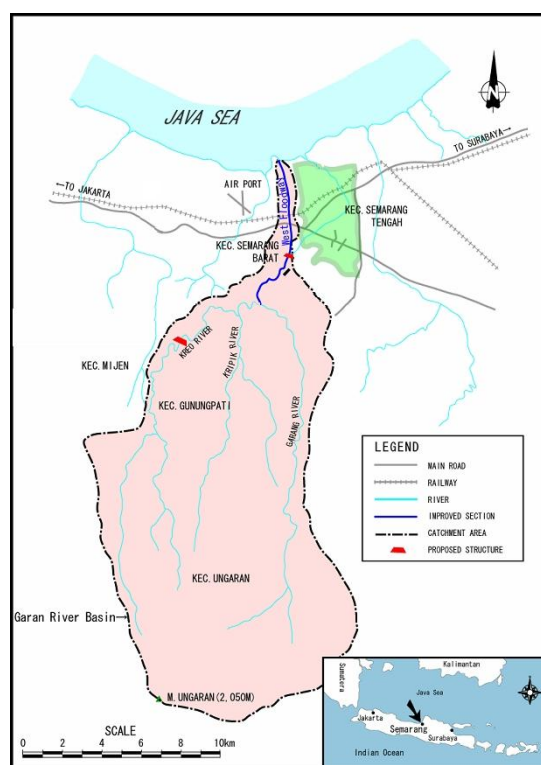 JAVA SEA
TO SURABAYA→
←TO JAKARTA
AIR PORT
West Floodway
KEC. SEMARANG
TENGAH
KEC. SEMARANG
BARAT
KREO RIVER
KRIPIK RIVER
GARANG RIVER
KEC. MIJEN
KEC. GUNUNGPATI
KEC. UNGARAN
Garan River Basin→
M. UNGARAN(2,050M)
LEGEND
MAIN ROAD
RAILWAY
RIVER
IMPROVED SECTION
CATCHMENT AREA
PROPOSED STRUCTURE
SCALE
0 2 4 6 8 10km
N
Sumatera
Kalimantan
Java Sea
Jakarta
Semarang
Surabaya
Indian Ocean